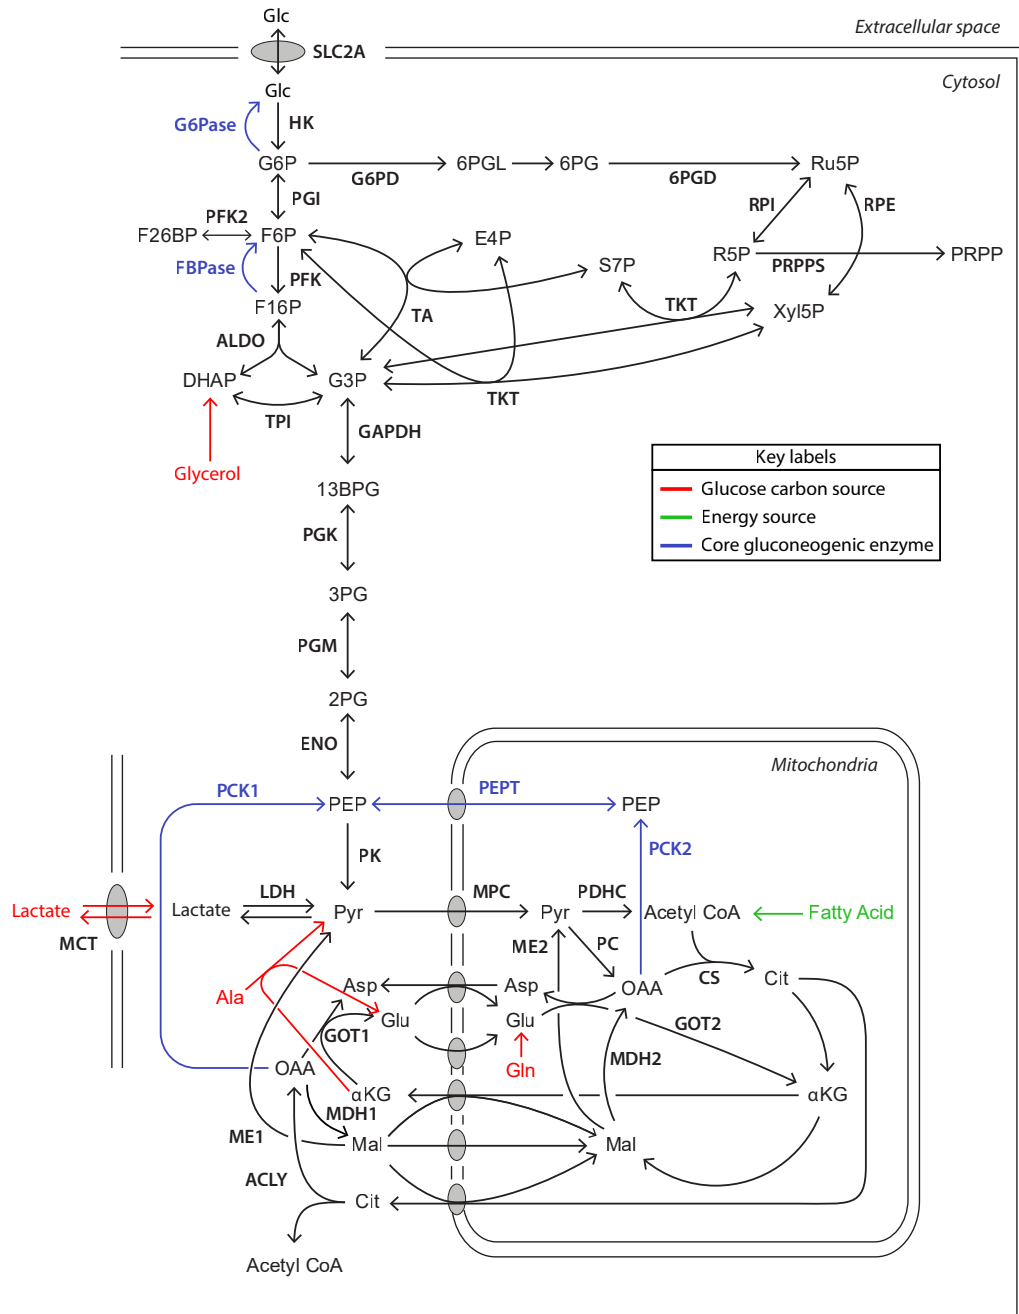 Glc
Extracellular space
SLC2A
Cytosol
Glc
G6Pase
HK
G6P
G6PD
6PGL
6PG
6PGD
Ru5P
PGI
RPI
RPE
F26BP
PFK2
F6P
E4P
R5P
PRPPS
PRPP
FBPase
PFK
S7P
F16P
TA
TKT
Xyl5P
ALDO
DHAP
G3P
TKT
TPI
GAPDH
Glycerol
Key labels
Glucose carbon source
Energy source
Core gluconeogenic enzyme
13BPG
PGK
3PG
PGM
2PG
ENO
Mitochondria
PCK1
PEPT
PEP
PEP
PK
PCK2
LDH
MPC
PDHC
Lactate
Lactate
Pyr
Pyr
Acetyl CoA
Fatty Acid
MCT
ME2
PC
CS
Cit
Ala
Asp
Asp
OAA
Glu
Glu
GOT1
GOT2
OAA
Gln
MDH2
αKG
αKG
MDH1
ME1
Mal
Mal
ACLY
Cit
Acetyl CoA